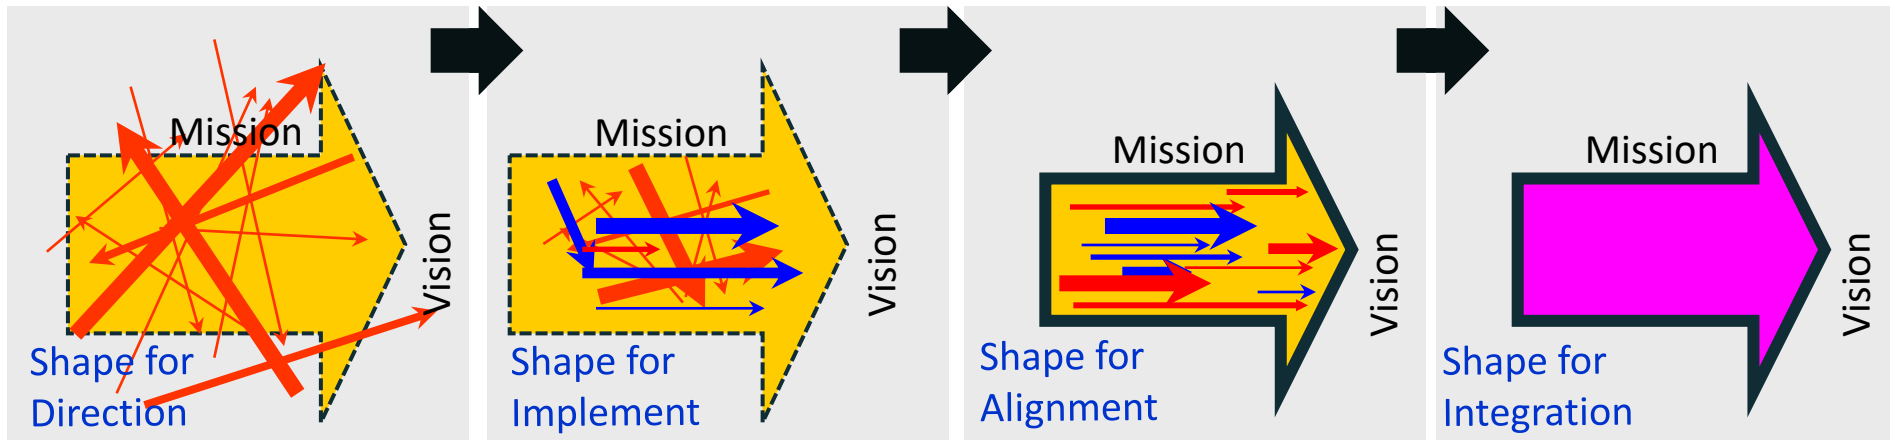 Mission
Vision
Shape for
Direction
Mission
Vision
Shape for
Implement
Mission
Vision
Shape for
Alignment
Mission
Vision
Shape for
Integration